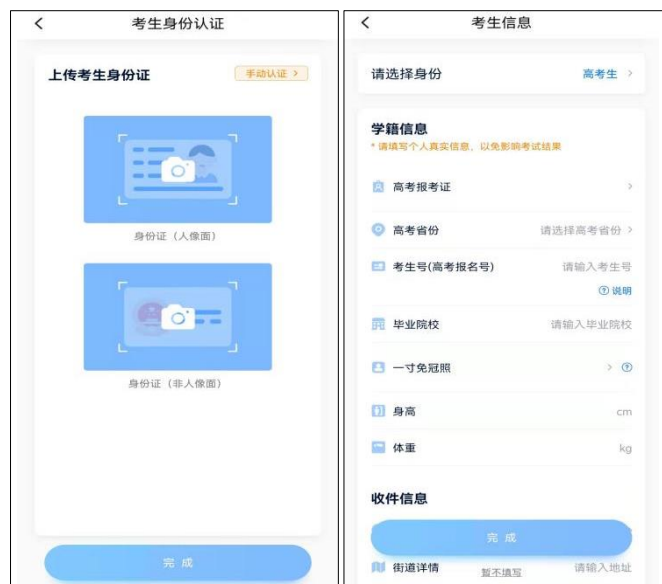 考生身份认证
上传考生身份证
手动认证 >
身份证（人像面）
身份证（非人像面）
完成
考生信息
请选择身份 高考生 >
学籍信息
* 请填写个人真实信息，以免影响考试结果
高考报考证 >
高考省份 请选择高考省份 >
考生号(高考报名号) 请输入考生号
? 说明
毕业院校 请输入毕业院校
一寸免冠照 > ?
身高 cm
体重 kg
收件信息
完成
街道详情 请输入地址
暂不填写